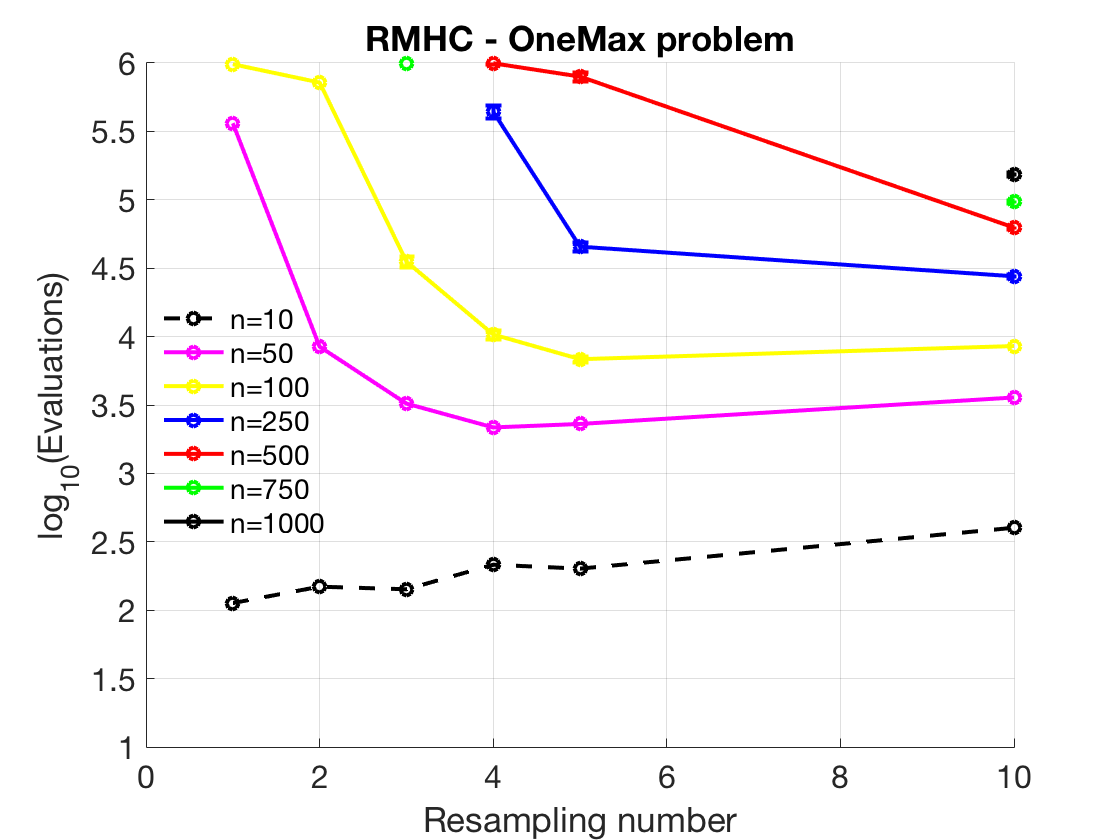 RMHC - OneMax problem
6
5.5
5
4.5
4
3.5
3
2.5
2
1.5
1
log10(Evaluations)
n=10
n=50
n=100
n=250
n=500
n=750
n=1000
0 2 4 6 8 10
Resampling number